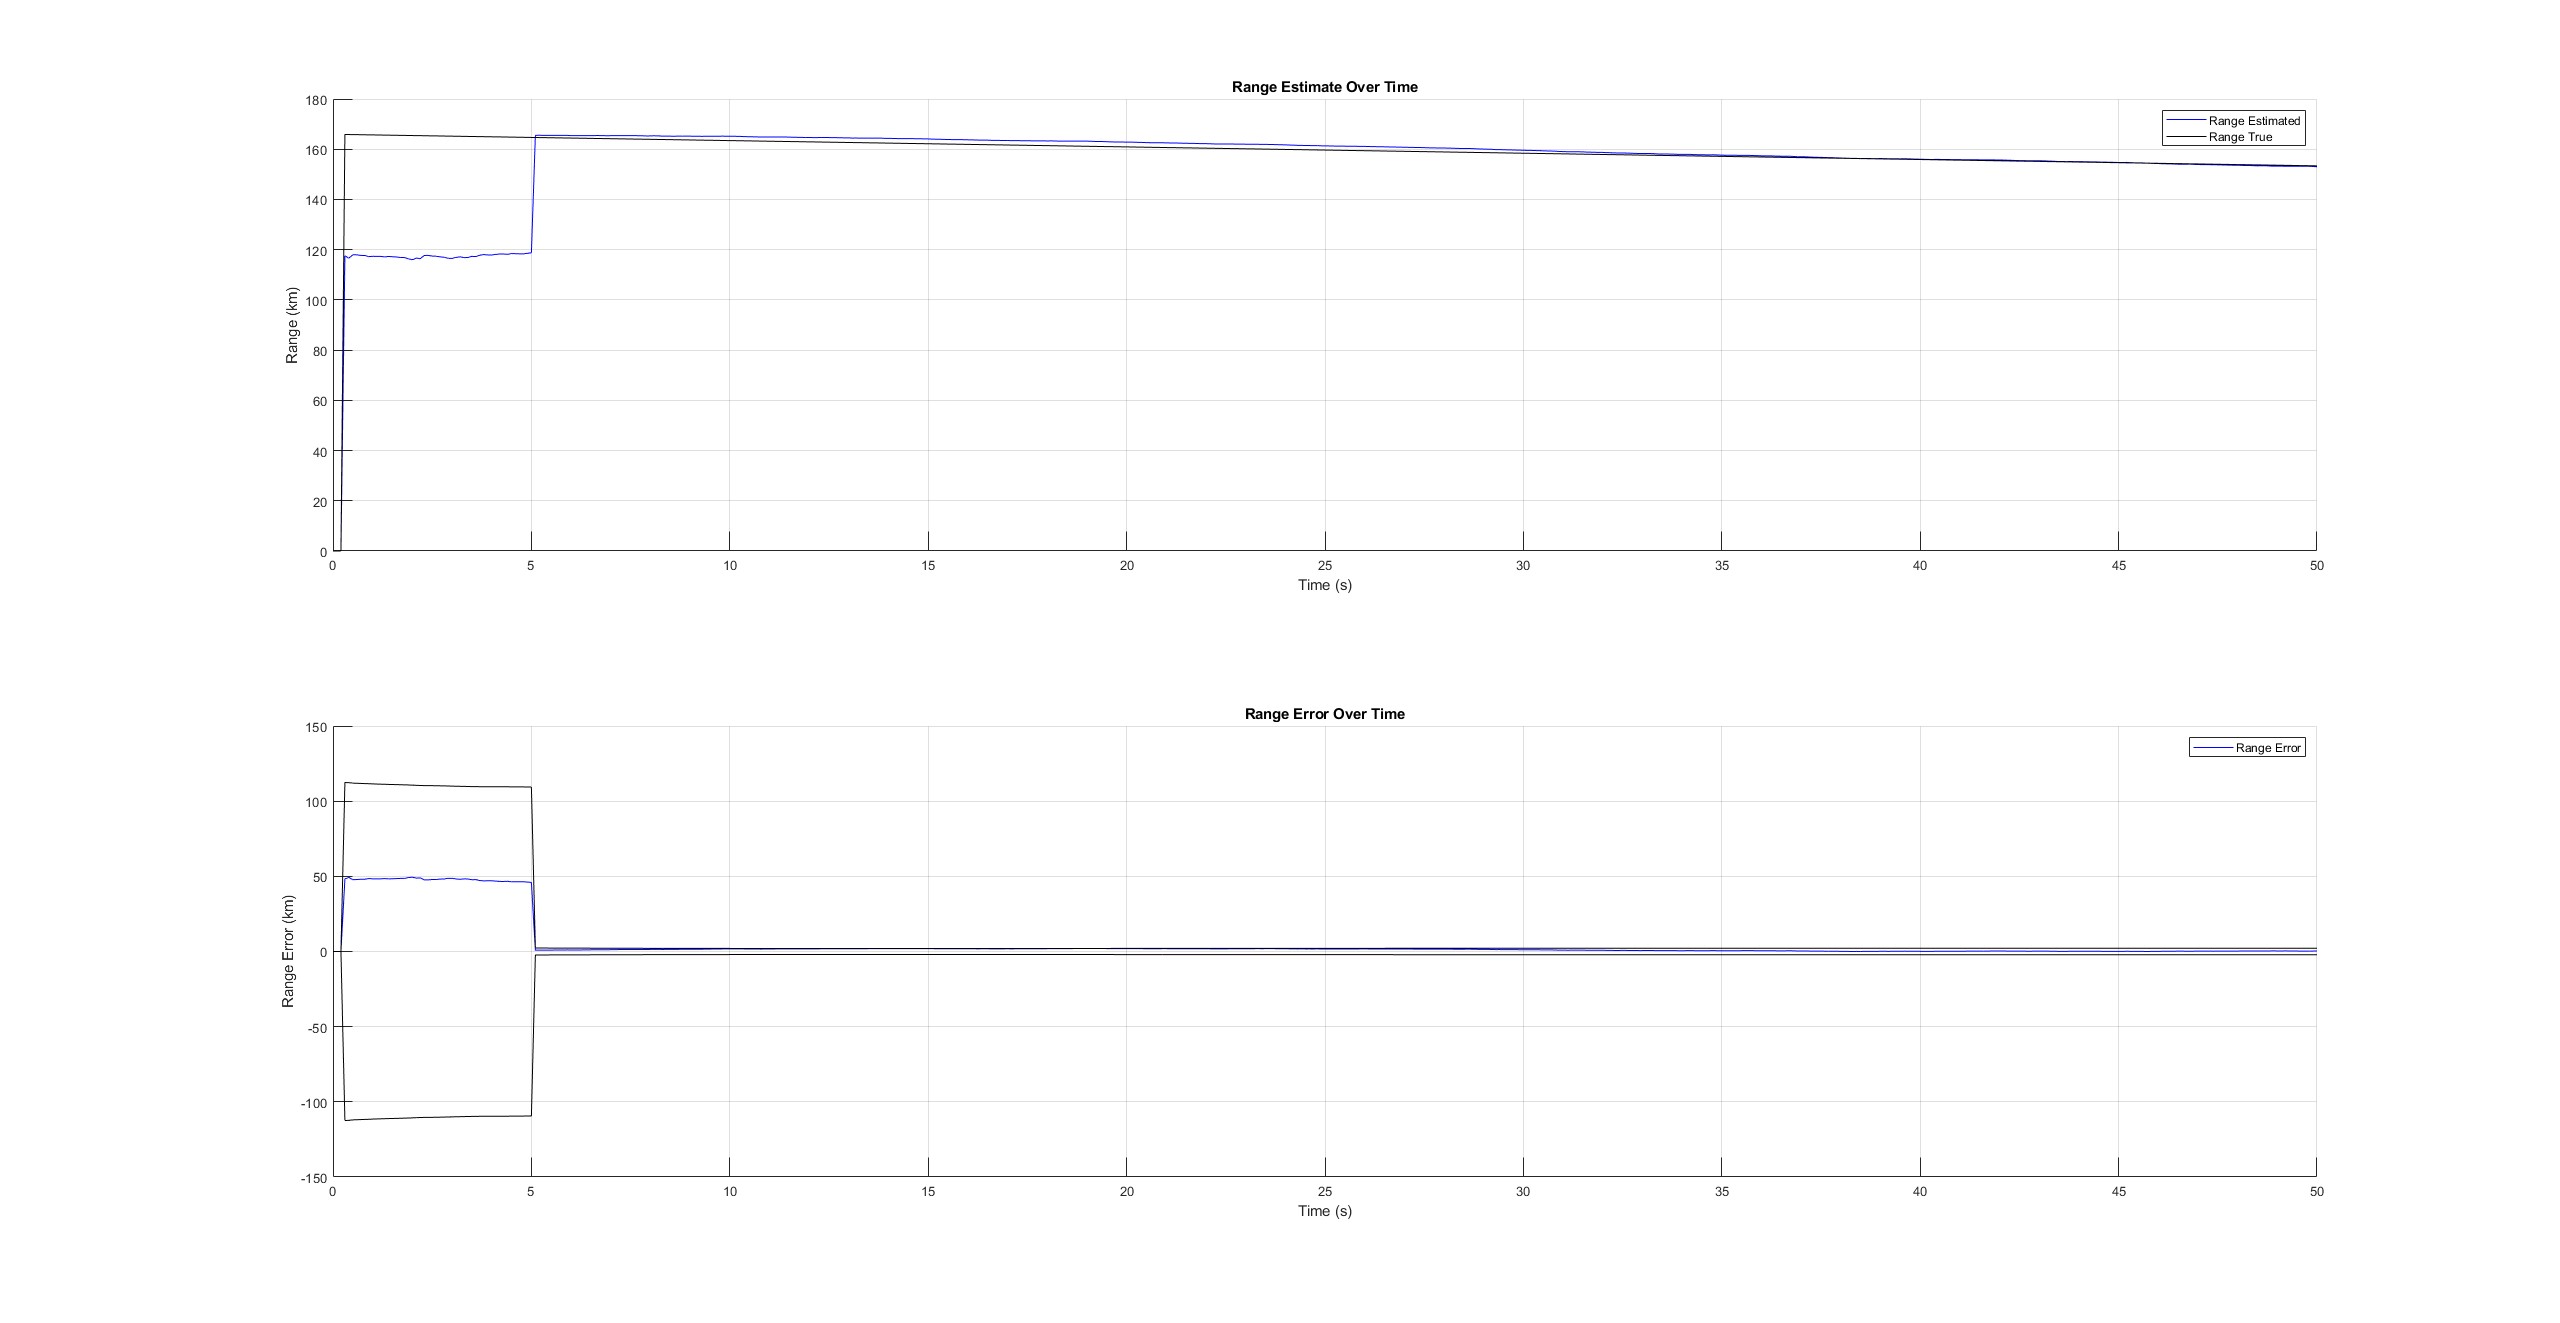 Range Estimate Over Time
180
160
140
120
100
80
60
40
20
0
Range (km)
Range Estimated
Range True
0 5 10 15 20 25 30 35 40 45 50
Time (s)
Range Error Over Time
150
100
50
0
-50
-100
-150
Range Error (km)
Range Error
0 5 10 15 20 25 30 35 40 45 50
Time (s)